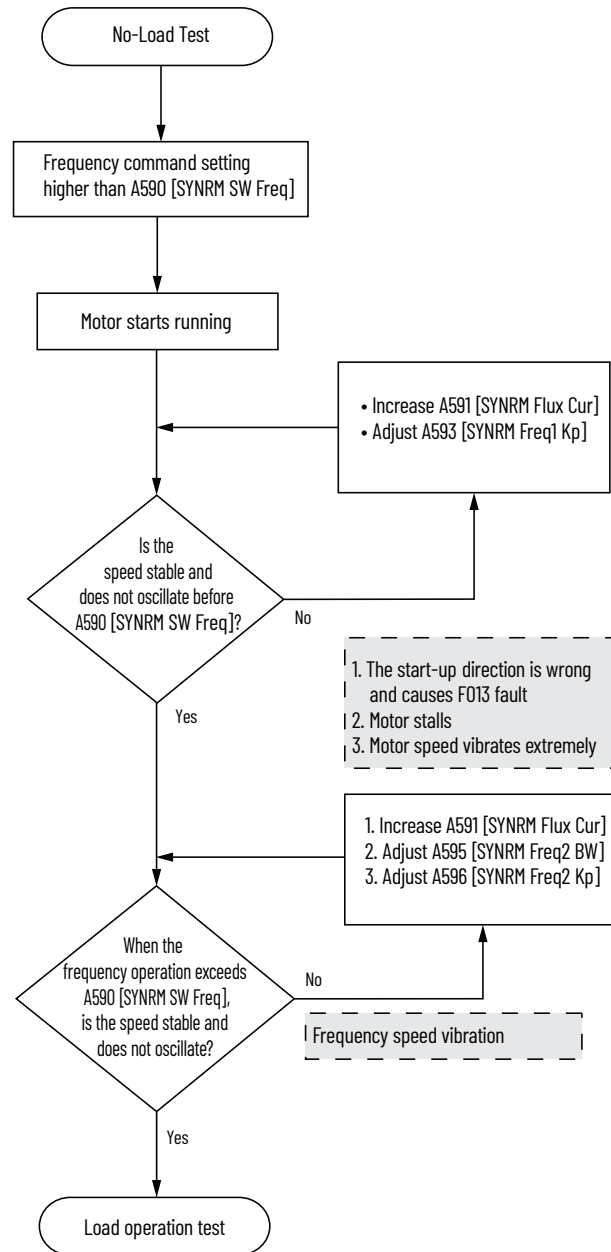 No-Load Test
Frequency command setting
higher than A590 [SYNRM SW Freq]
Motor starts running
• Increase A591 [SYNRM Flux Cur]
• Adjust A593 [SYNRM Freq1 Kp]
Is the
speed stable and
does not oscillate before
A590 [SYNRM SW Freq]?
No
1. The start-up direction is wrong
and causes F013 fault
2. Motor stalls
3. Motor speed vibrates extremely
Yes
1. Increase A591 [SYNRM Flux Cur]
2. Adjust A595 [SYNRM Freq2 BW]
3. Adjust A596 [SYNRM Freq2 Kp]
When the
frequency operation exceeds
A590 [SYNRM SW Freq],
is the speed stable and
does not oscillate?
No
Frequency speed vibration
Yes
Load operation test